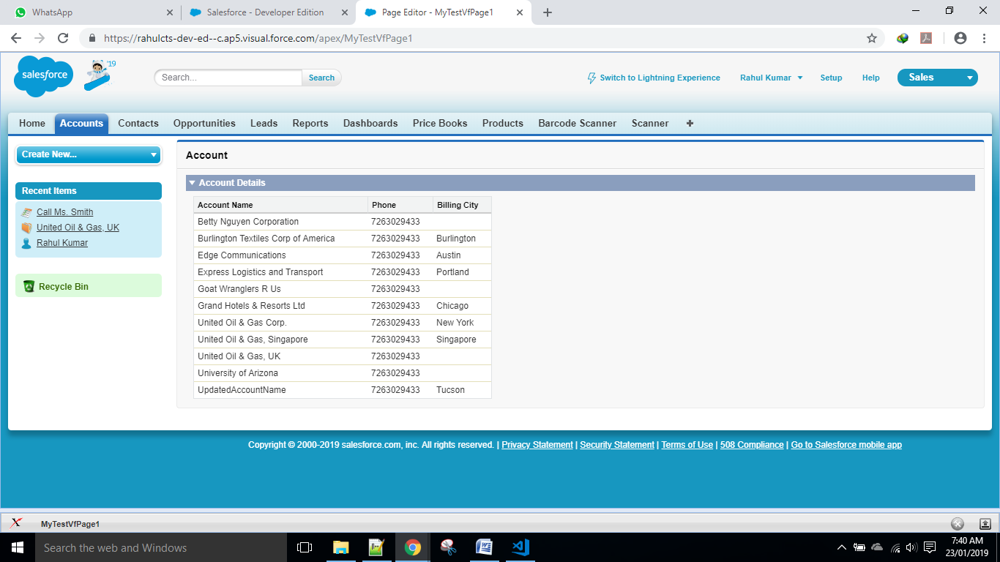 WhatsApp
Salesforce - Developer Edition
Page Editor - MyTestVfPage1
https://rahulcts-dev-ed--c.ap5.visual.force.com/apex/MyTestVfPage1
salesforce
'19
Search...
Search
Switch to Lightning Experience
Rahul Kumar
Setup
Help
Sales
Home Accounts Contacts Opportunities Leads Reports Dashboards Price Books Products Barcode Scanner Scanner +
Create New...
Recent Items
Call Ms. Smith
United Oil & Gas, UK
Rahul Kumar
Recycle Bin
Account
Account Details
Account Name Phone Billing City
Betty Nguyen Corporation 7263029433
Burlington Textiles Corp of America 7263029433 Burlington
Edge Communications 7263029433 Austin
Express Logistics and Transport 7263029433 Portland
Goat Wranglers R Us 7263029433
Grand Hotels & Resorts Ltd 7263029433 Chicago
United Oil & Gas Corp. 7263029433 New York
United Oil & Gas, Singapore 7263029433 Singapore
United Oil & Gas, UK 7263029433
University of Arizona 7263029433
UpdatedAccountName 7263029433 Tucson
Copyright © 2000-2019 salesforce.com, inc. All rights reserved. | Privacy Statement | Security Statement | Terms of Use | 508 Compliance | Go to Salesforce mobile app
MyTestVfPage1
Search the web and Windows
7:40 AM
23/01/2019